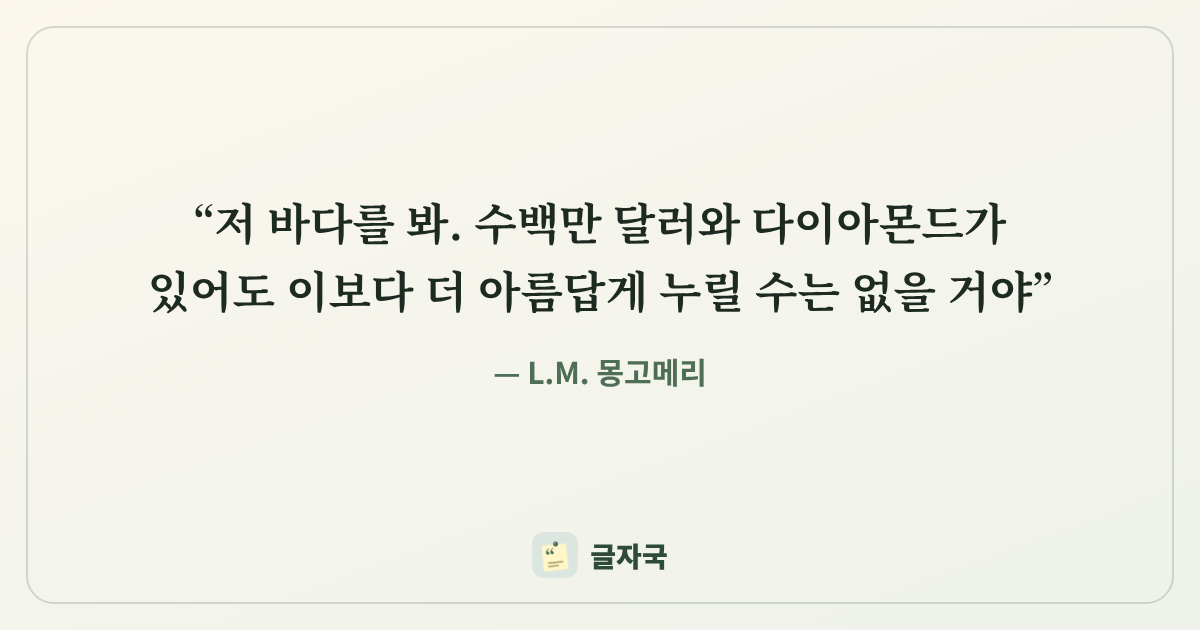 “저 바다를 봐. 수백만 달러와 다이아몬드가
있어도 이보다 더 아름답게 누릴 수는 없을 거야”
— L.M. 몽고메리
글자국